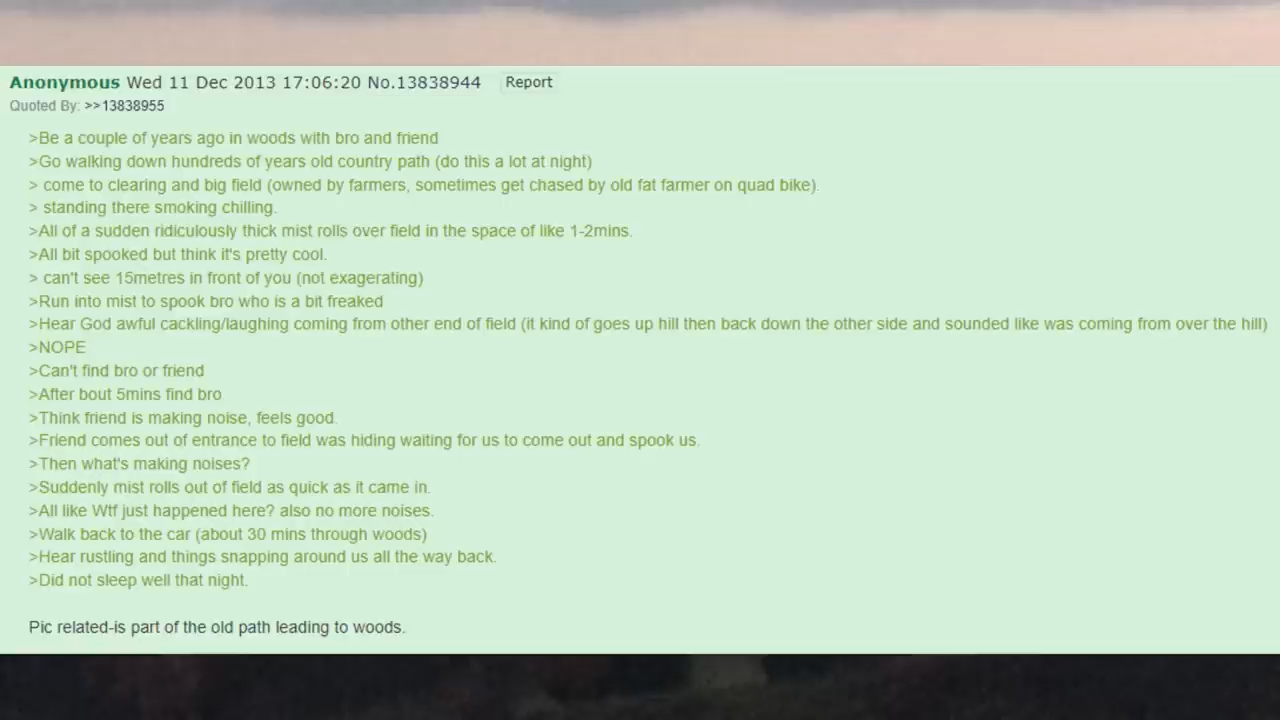 Anonymous Wed 11 Dec 2013 17:06:20 No.13838944 Report
Quoted By: >>13838955
>Be a couple of years ago in woods with bro and friend
>Go walking down hundreds of years old country path (do this a lot at night)
> come to clearing and big field (owned by farmers, sometimes get chased by old fat farmer on quad bike).
> standing there smoking chilling.
>All of a sudden ridiculously thick mist rolls over field in the space of like 1-2mins.
>All bit spooked but think it's pretty cool.
> can't see 15metres in front of you (not exagerating)
>Run into mist to spook bro who is a bit freaked
>Hear God awful cackling/laughing coming from other end of field (it kind of goes up hill then back down the other side and sounded like was coming from over the hill)
>NOPE
>Can't find bro or friend
>After bout 5mins find bro
>Think friend is making noise, feels good.
>Friend comes out of entrance to field was hiding waiting for us to come out and spook us.
>Then what's making noises?
>Suddenly mist rolls out of field as quick as it came in.
>All like Wtf just happened here? also no more noises.
>Walk back to the car (about 30 mins through woods)
>Hear rustling and things snapping around us all the way back.
>Did not sleep well that night.
Pic related-is part of the old path leading to woods.